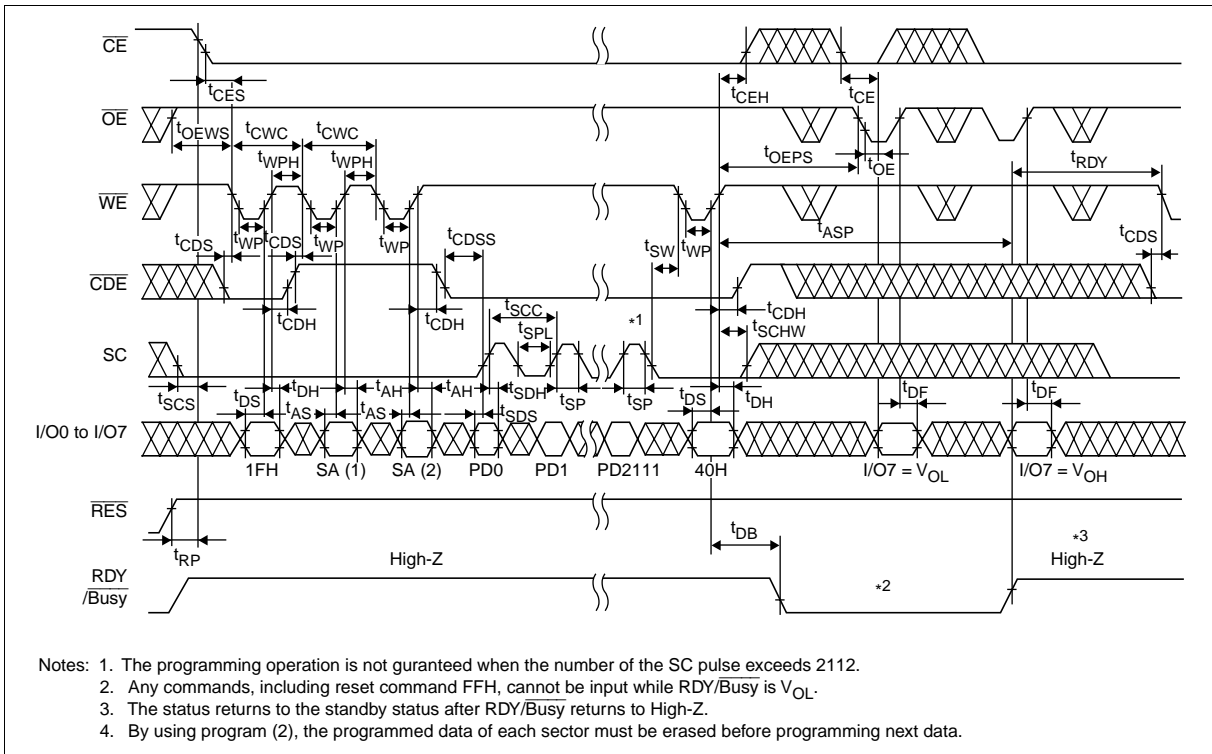 CE
tCES
tCEH
tCE
OE
tOEWS
tCWC
tCWC
tWPH
tWPH
tOEPS
tOE
tRDY
WE
tCDS
tWP
tCDS
tWP
tWP
tCDSS
tSW
tWP
tASP
tCDS
CDE
tCDH
tCDH
tSCC
tSPL
*1
tCDH
tSCHW
SC
tSCS
tDS
tDH
tAS
tAH
tAS
tAH
tSDH
tSDS
tSP
tSP
tDS
tDH
tDF
tDF
I/O0 to I/O7
1FH
SA (1)
SA (2)
PD0
PD1
PD2111
40H
I/O7 = VOL
I/O7 = VOH
RES
tRP
High-Z
tDB
*3
High-Z
RDY
/Busy
*2
Notes: 1. The programming operation is not guranteed when the number of the SC pulse exceeds 2112.
2. Any commands, including reset command FFH, cannot be input while RDY/Busy is VOL.
3. The status returns to the standby status after RDY/Busy returns to High-Z.
4. By using program (2), the programmed data of each sector must be erased before programming next data.